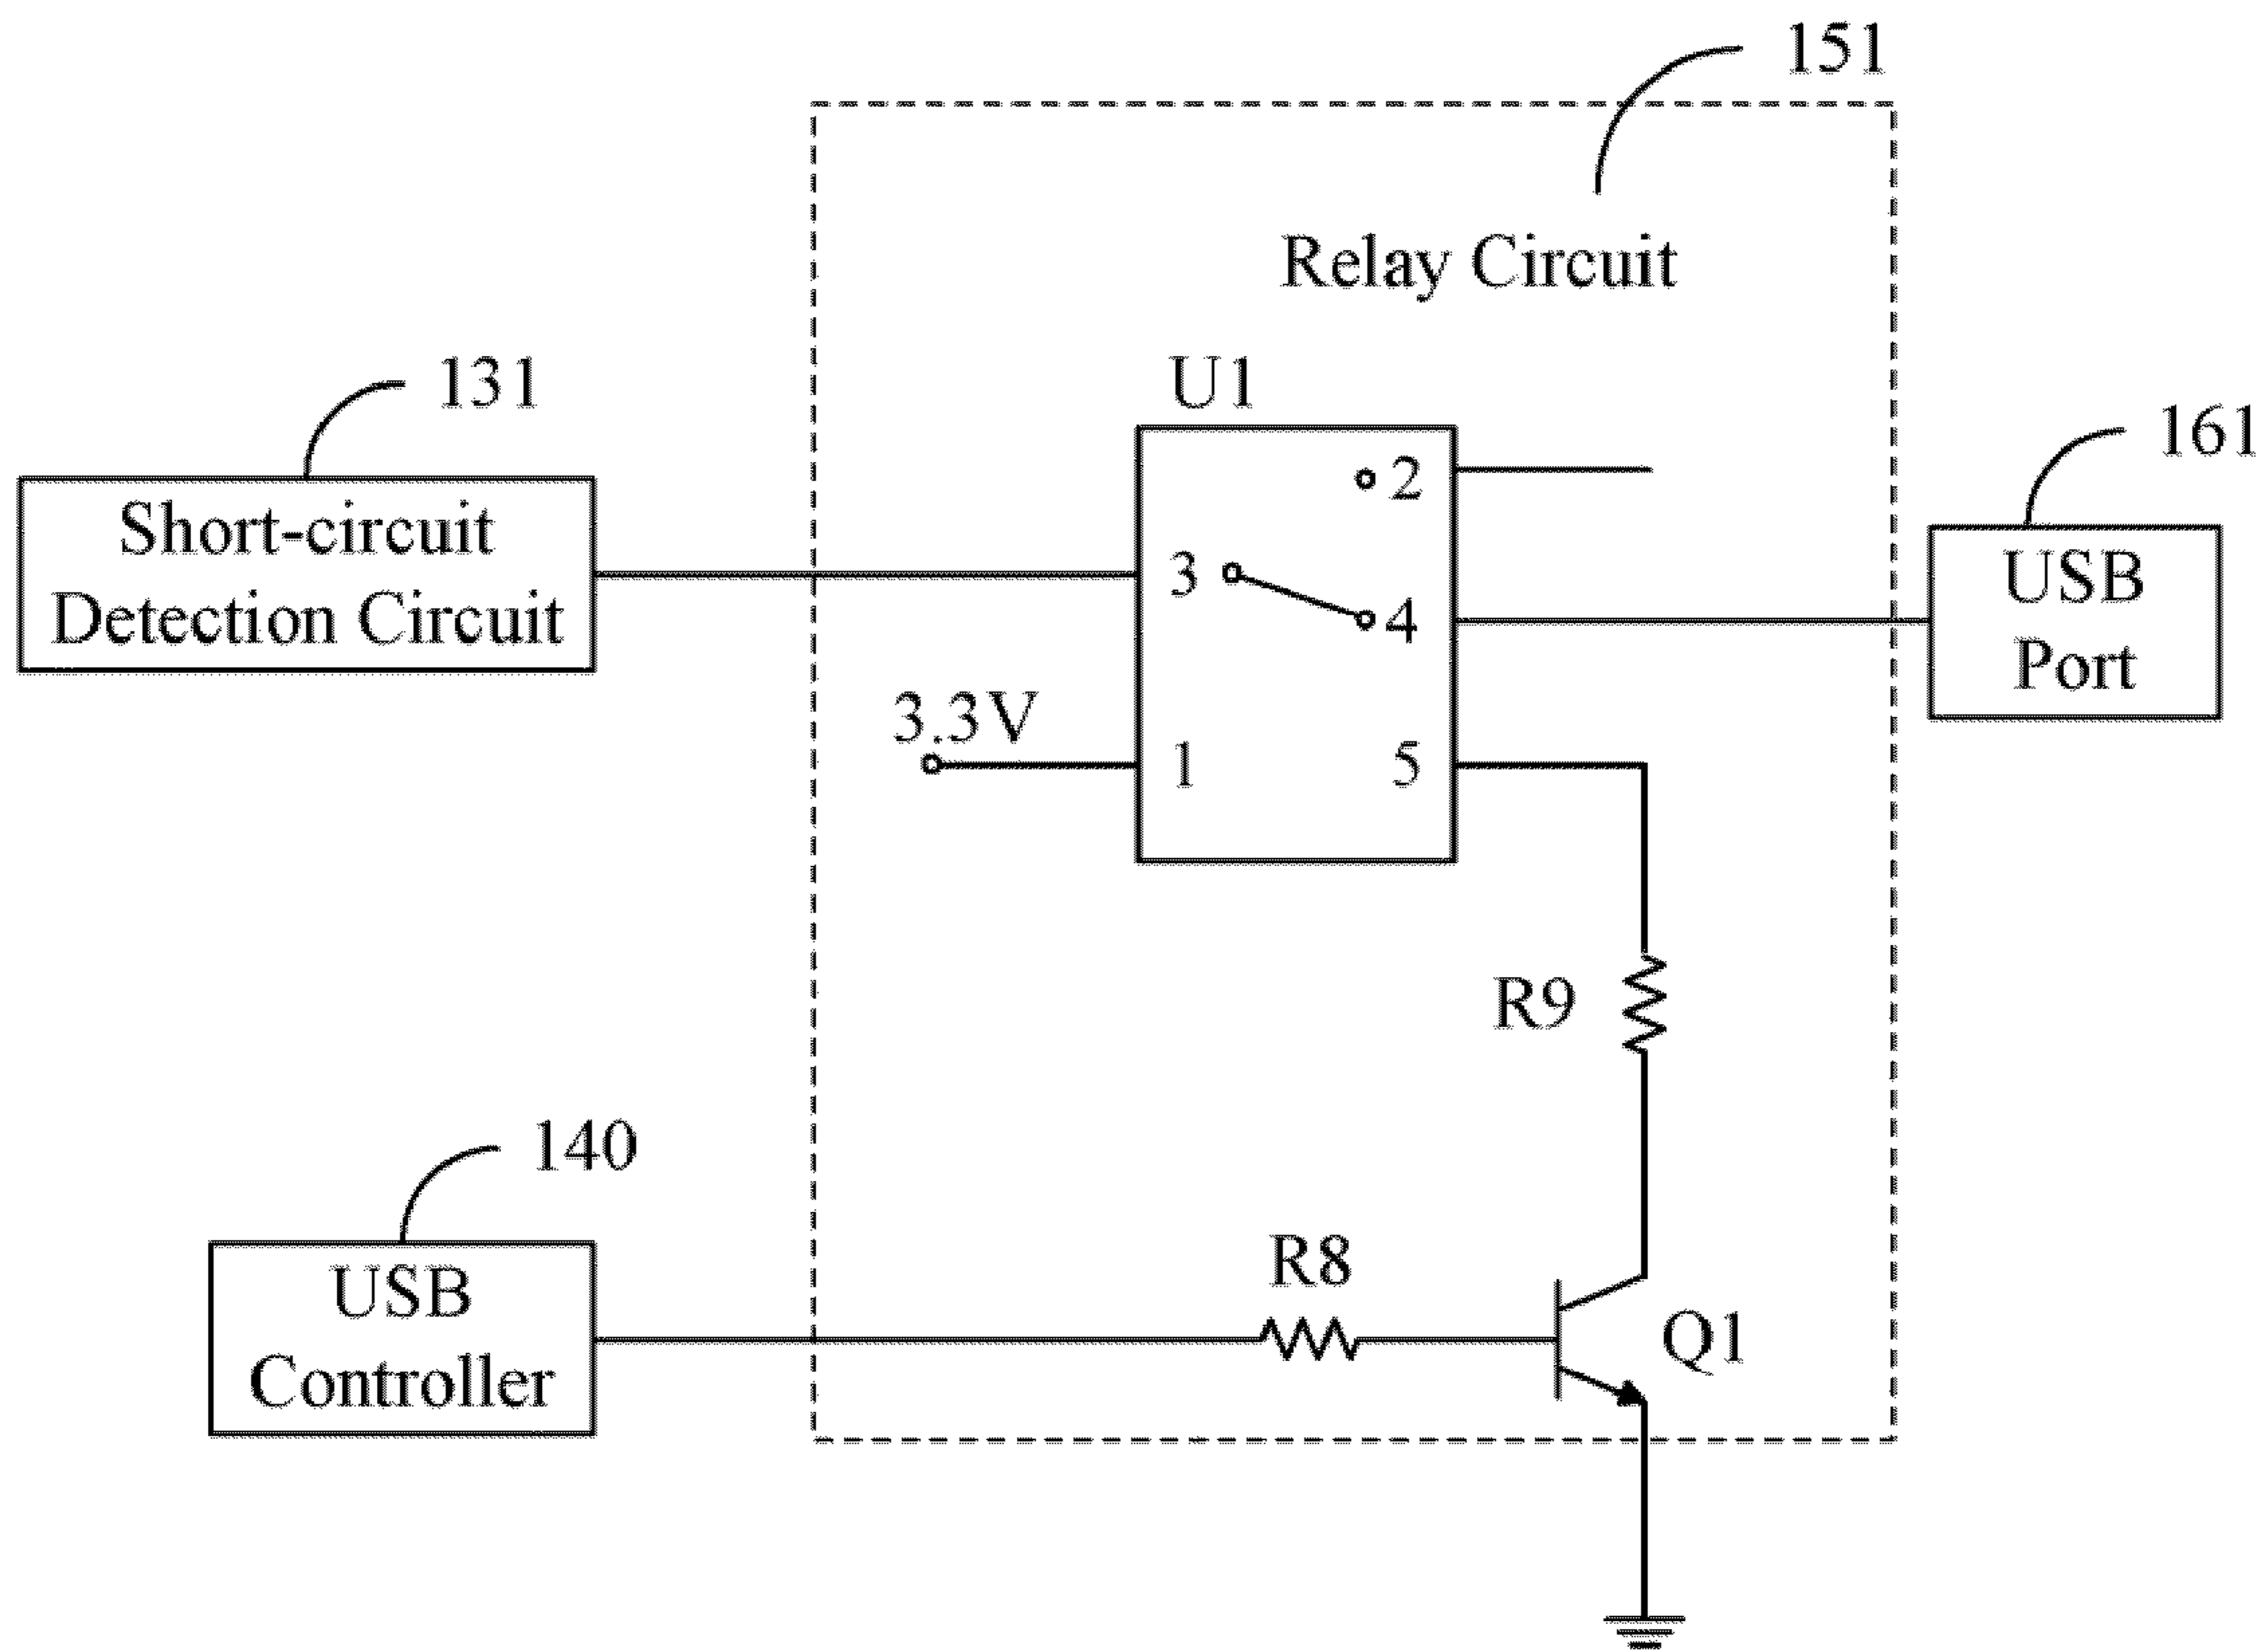 151
Relay Circuit
131
U1
161
Short-circuit
Detection Circuit
2
3
4
USB
Port
3.3V
1
5
R9
140
R8
USB
Controller
Q1